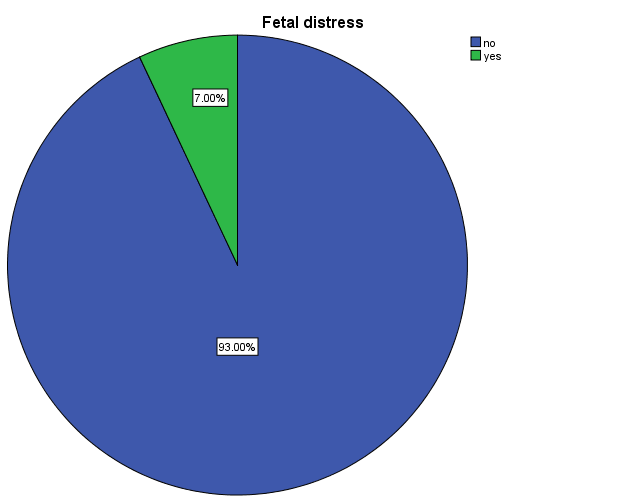 Fetal distress
no
yes
7.00%
93.00%